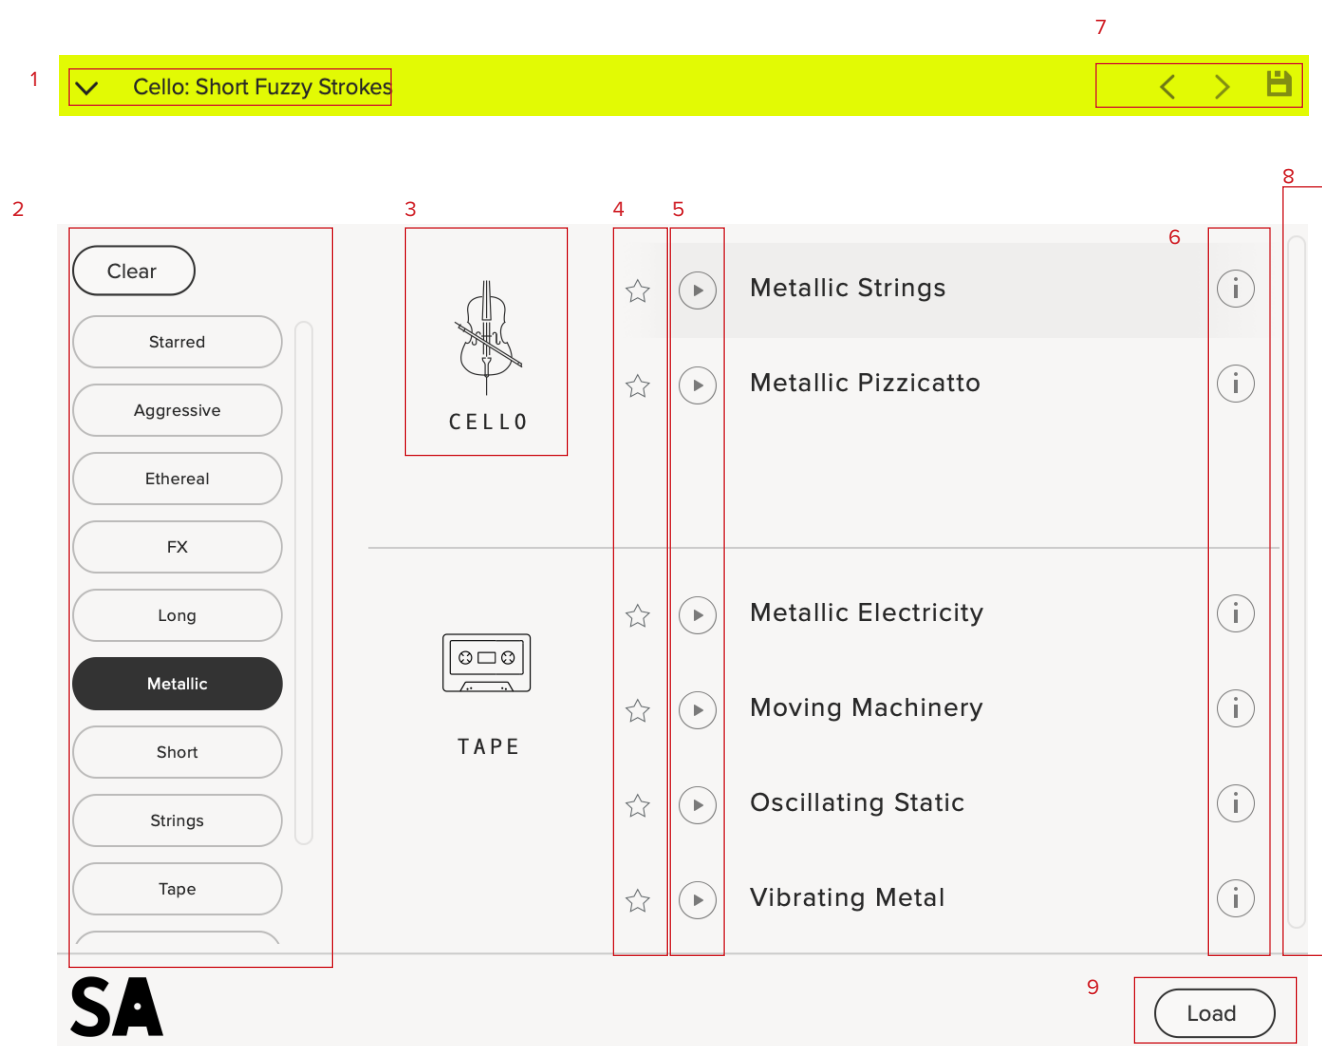 7
1
Cello: Short Fuzzy Strokes
8
2
3
4
5
6
Clear
Starred
Aggressive
Ethereal
FX
Long
Metallic
Short
Strings
Tape
CELLO
Metallic Strings
Metallic Pizzicatto
TAPE
Metallic Electricity
Moving Machinery
Oscillating Static
Vibrating Metal
SA
9
Load